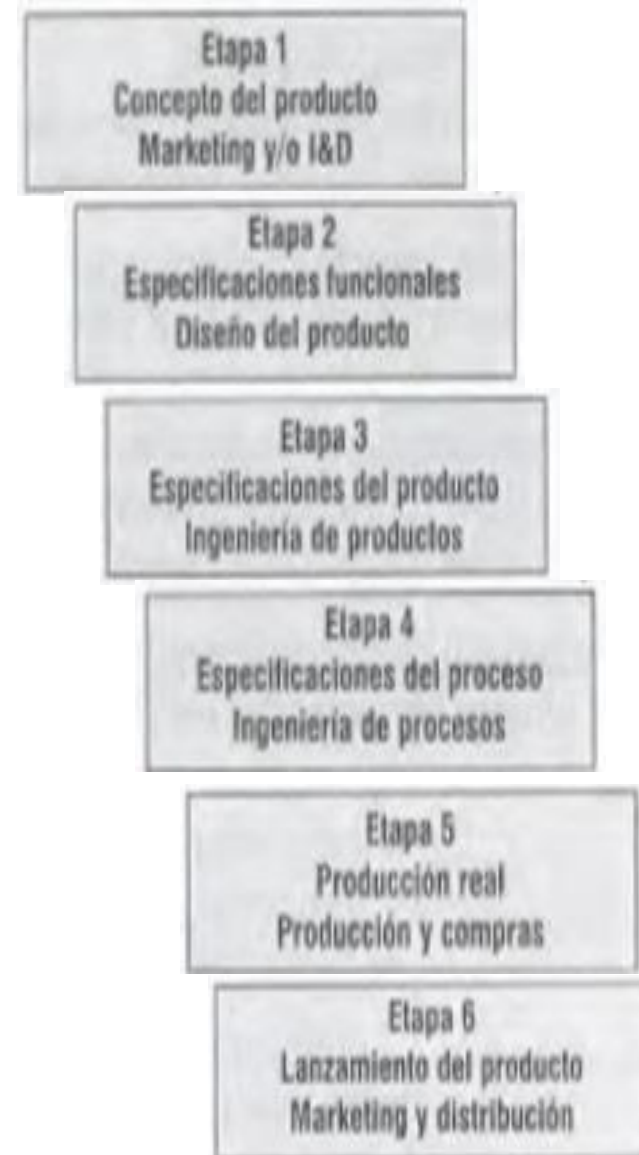 Etapa 1
Concepto del producto
Marketing y/o I&D
Etapa 2
Especificaciones funcionales
Diseño del producto
Etapa 3
Especificaciones del producto
Ingeniería de productos
Etapa 4
Especificaciones del proceso
Ingeniería de procesos
Etapa 5
Producción real
Producción y compras
Etapa 6
Lanzamiento del producto
Marketing y distribución